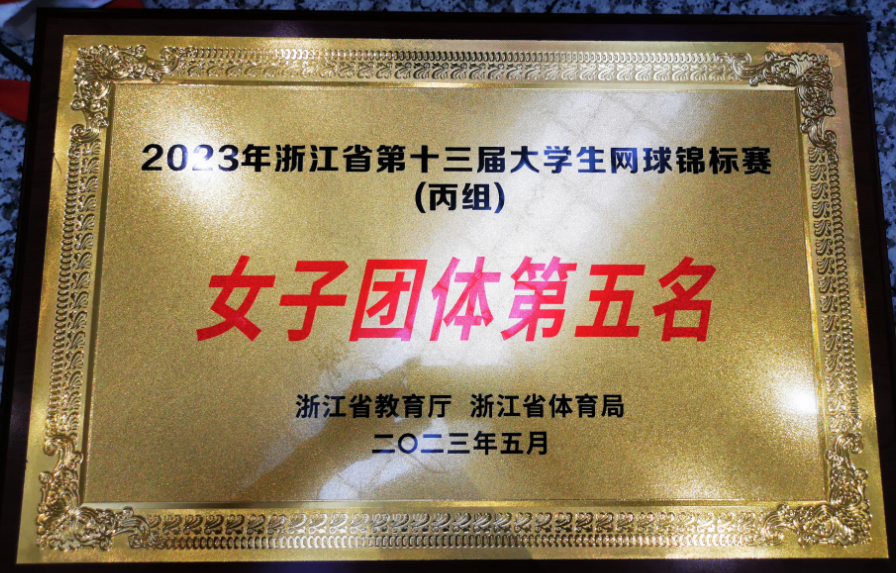 2023年浙江省第十三届大学生网球锦标赛
(丙组)
女子团体第五名
浙江省教育厅 浙江省体育局
二〇二三年五月